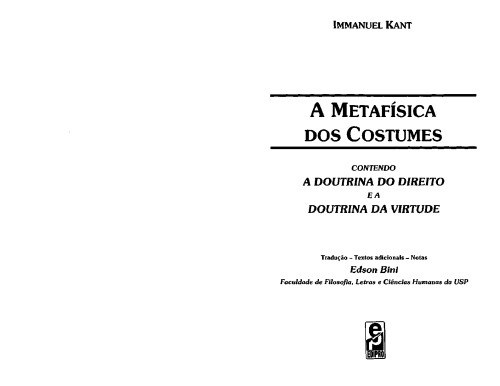 IMMANUEL KANT
A METAFÍSICA
DOS COSTUMES
CONTENDO
A DOUTRINA DO DIREITO
E A
DOUTRINA DA VIRTUDE
Tradução – Textos adicionais – Notas
Edson Bini
Faculdade de Filosofia, Letras e Ciências Humanas da USP
EDIPRO